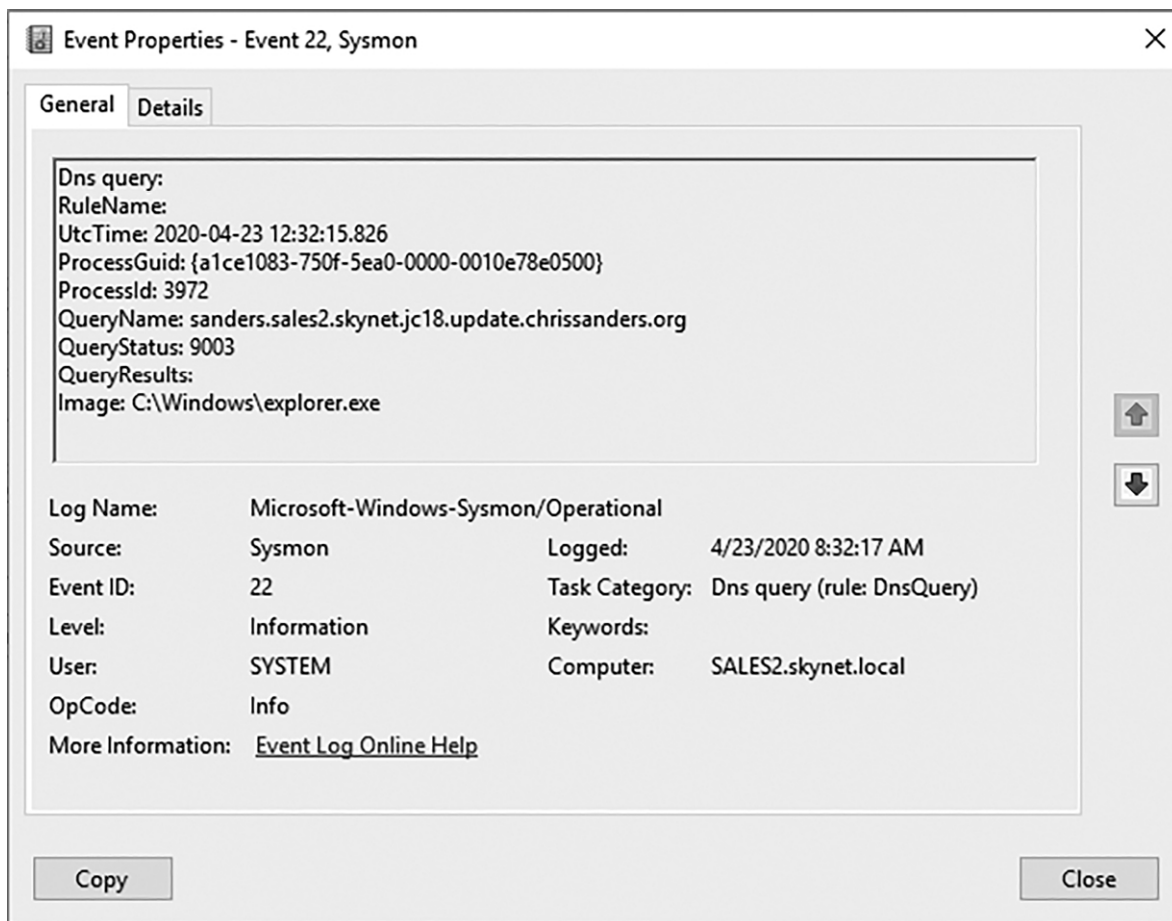 Event Properties - Event 22, Sysmon
General Details
Dns query:
RuleName:
UtcTime: 2020-04-23 12:32:15.826
ProcessGuid: {a1ce1083-750f-5ea0-0000-0010e78e0500}
ProcessId: 3972
QueryName: sanders.sales2.skynet.jc18.update.chrissanders.org
QueryStatus: 9003
QueryResults:
Image: C:\Windows\explorer.exe
Log Name: Microsoft-Windows-Sysmon/Operational
Source: Sysmon Logged: 4/23/2020 8:32:17 AM
Event ID: 22 Task Category: Dns query (rule: DnsQuery)
Level: Information Keywords:
User: SYSTEM Computer: SALES2.skynet.local
OpCode: Info
More Information: Event Log Online Help
Copy Close